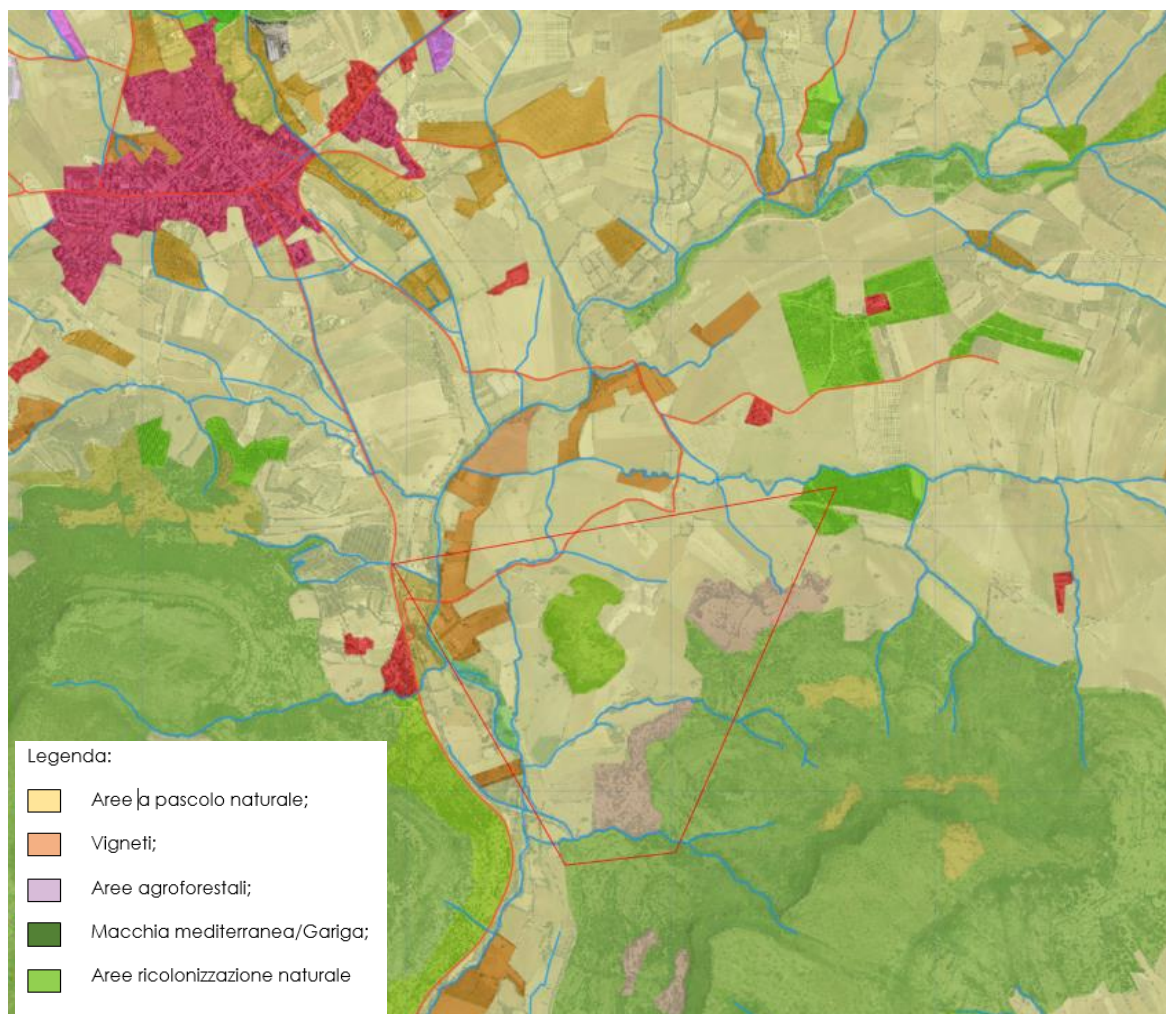 Legenda:
Aree a pascolo naturale;
Vigneti;
Aree agroforestali;
Macchia mediterranea/Gariga;
Aree ricolonizzazione naturale